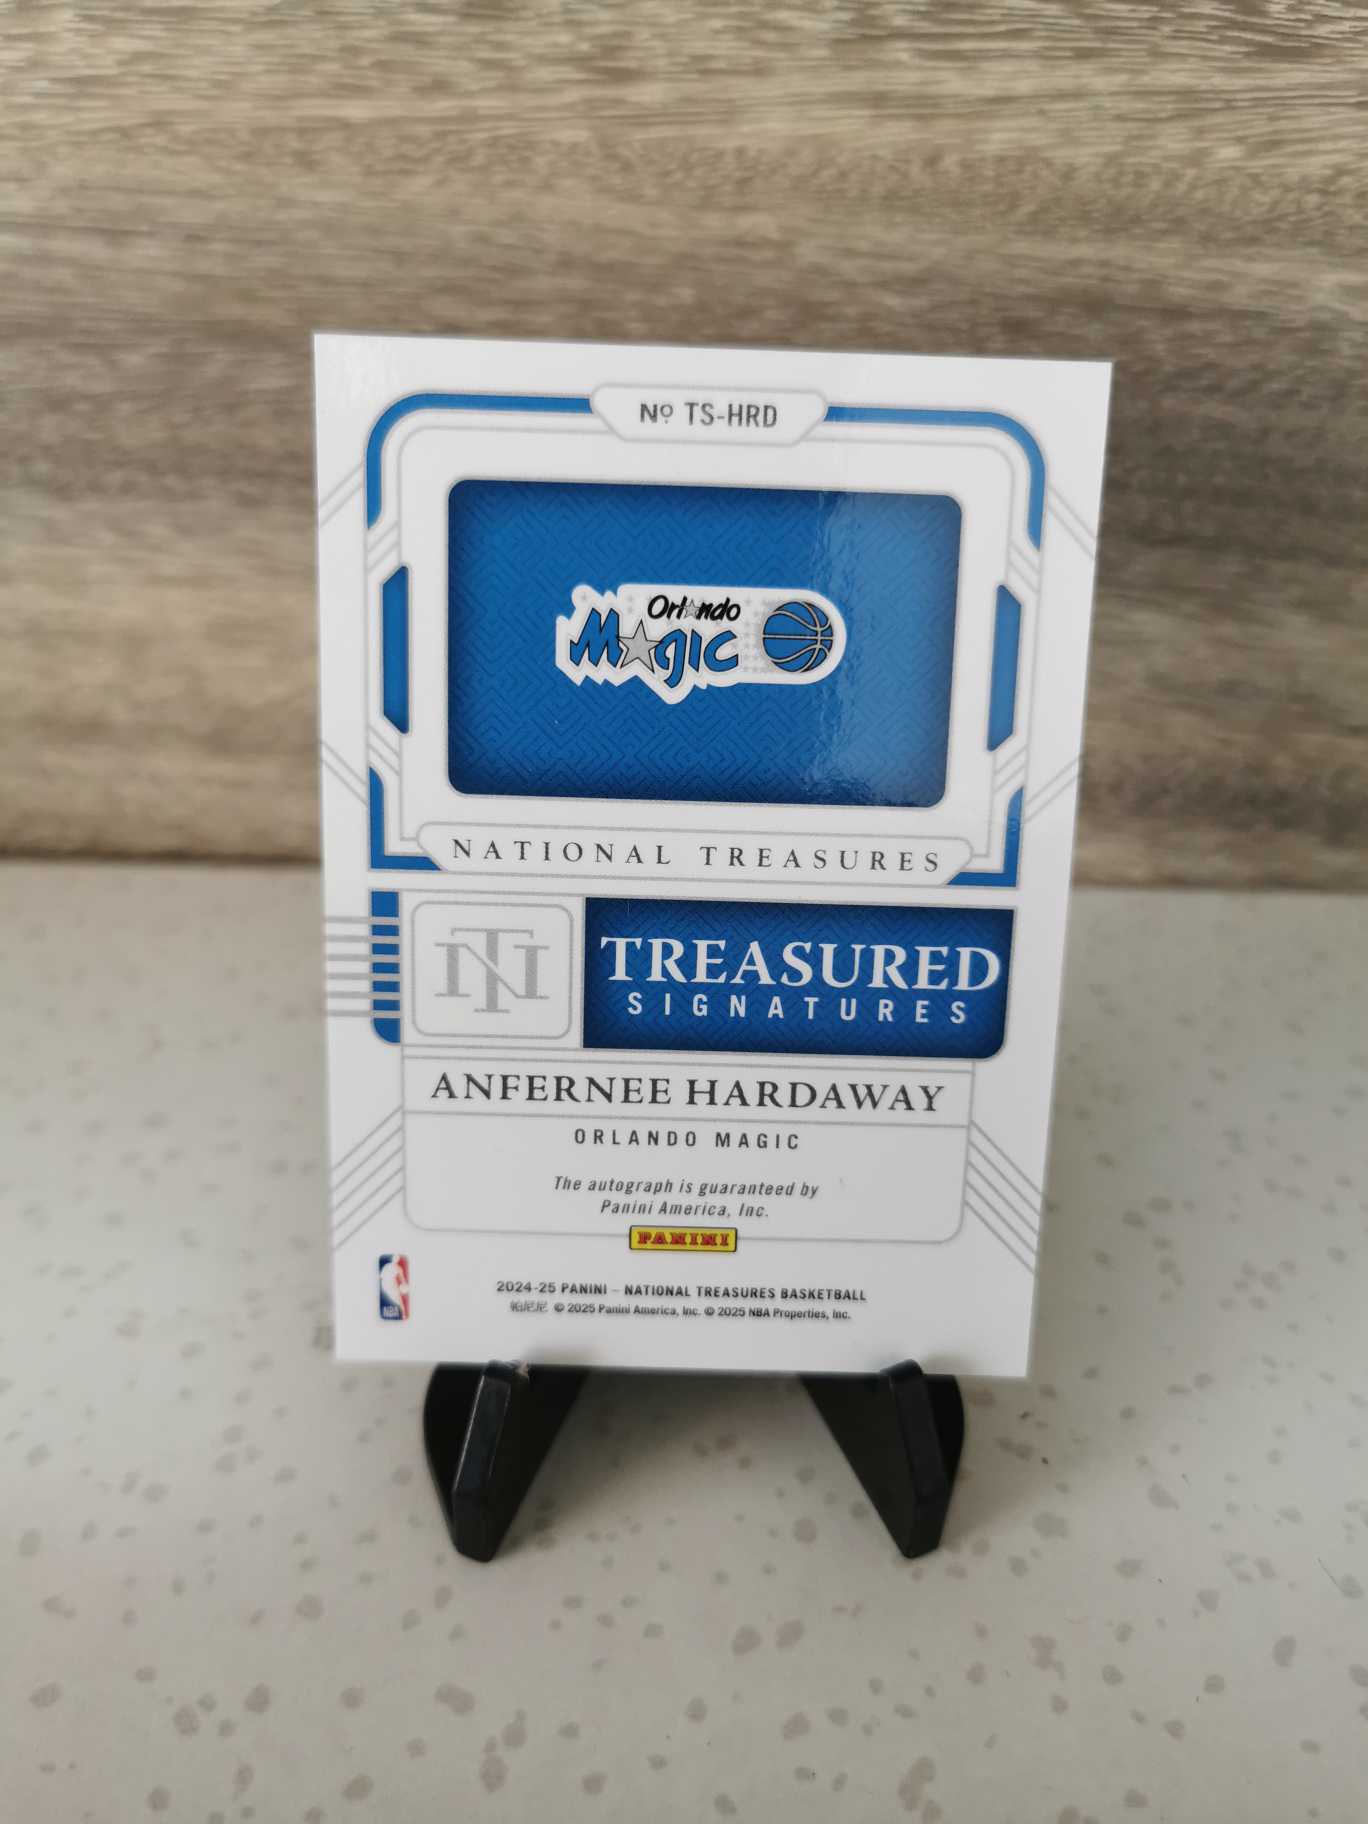 Nº TS-HRD
Orlando
Magic
NATIONAL TREASURES
NT
TREASURED
SIGNATURES
ANFERNEE HARDAWAY
ORLANDO MAGIC
The autograph is guaranteed by
Panini America, Inc.
PANINI
NBA
2024-25 PANINI – NATIONAL TREASURES BASKETBALL
帕尼尼 © 2025 Panini America, Inc. © 2025 NBA Properties, Inc.